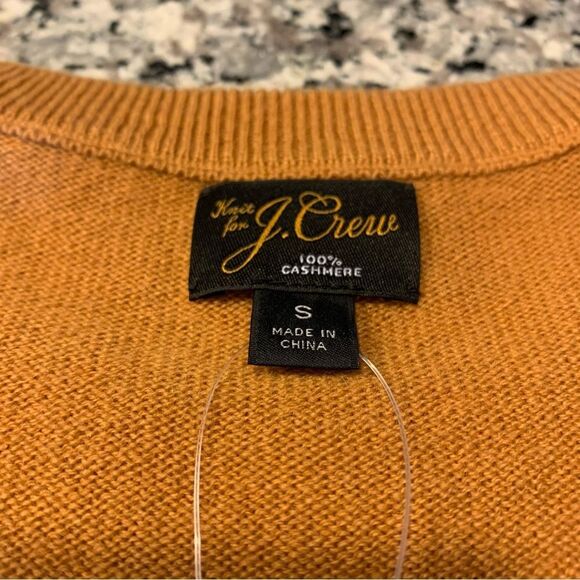 Knit
for J. Crew
100%
CASHMERE
S
MADE IN
CHINA